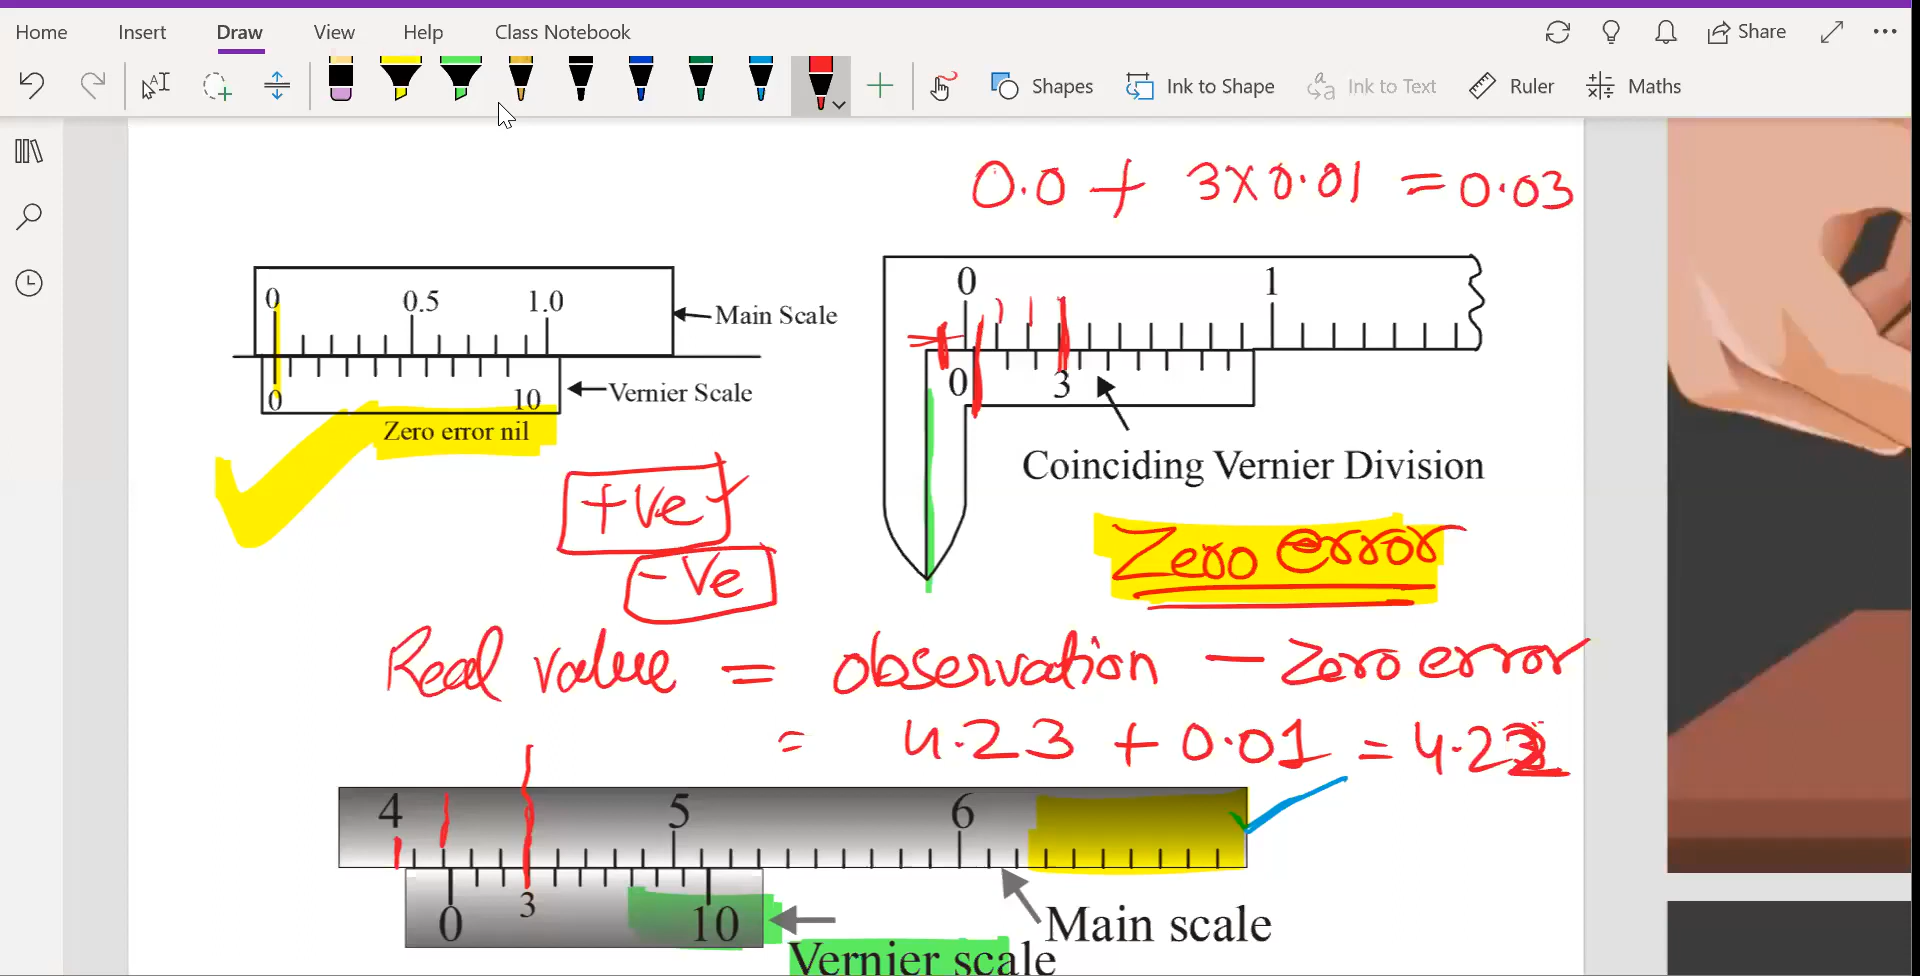 Home Insert Draw View Help Class Notebook Share
Shapes Ink to Shape Ink to Text Ruler Maths
0.0 + 3×0.01 = 0.03
0 0.5 1.0
Main Scale
0 10
Vernier Scale
Zero error nil
0 1
0 3
Coinciding Vernier Division
+ve
-ve
Zero error
Real value = observation - zero error
= 4.23 + 0.01 =
4 5 6
0 3 10
Main scale
Vernier scale